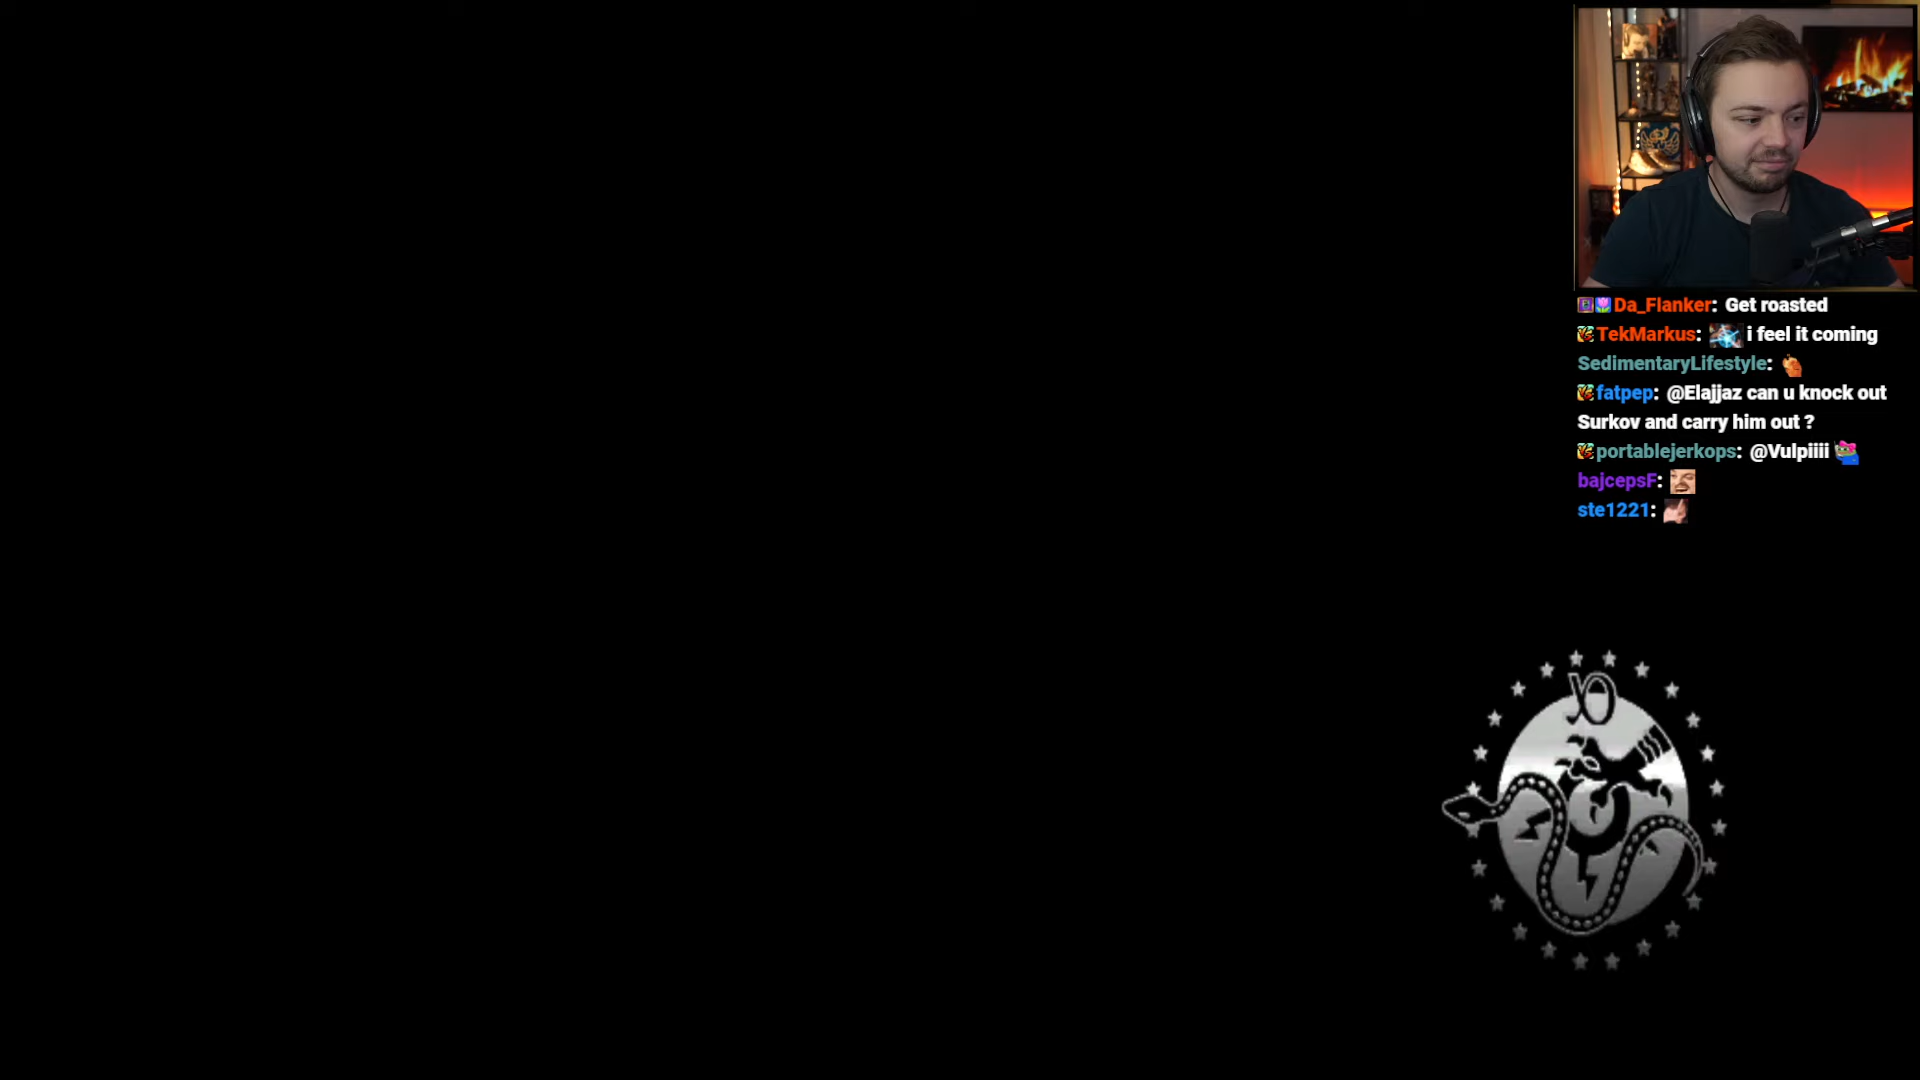 Da_Flanker: Get roasted
TekMarkus: i feel it coming
SedimentaryLifestyle:
fatpep: @Elajjaz can u knock out
Surkov and carry him out ?
portablejerkops: @Vulpiiii
bajcepsF:
ste1221: